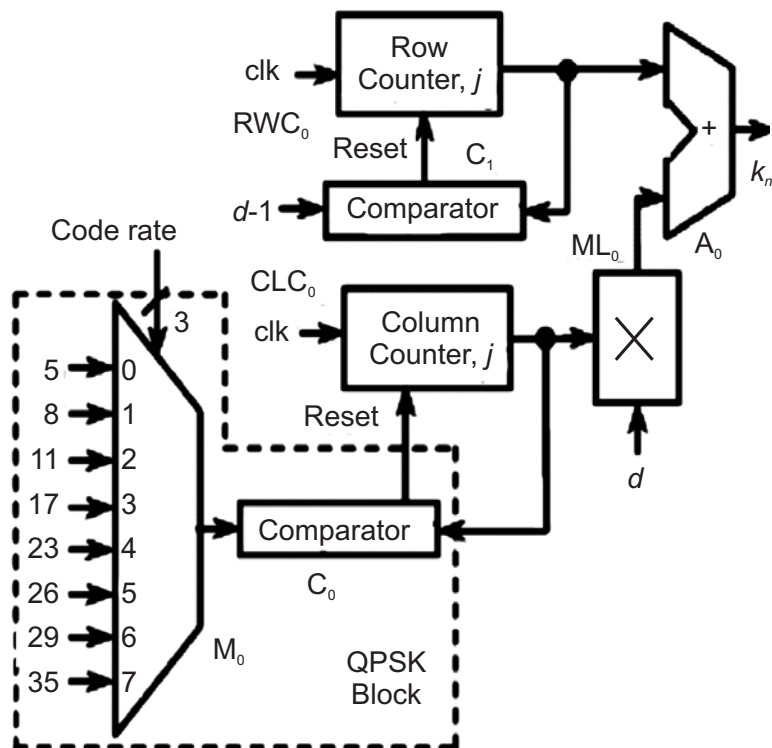 Row
Counter, j
clk
RWC₀
Reset
C₁
d-1
Comparator
+
kₙ
A₀
ML₀
Code rate
3
CLC₀
clk
Column
Counter, j
Reset
d
5 0
8 1
11 2
17 3
23 4
26 5
29 6
35 7
M₀
Comparator
C₀
QPSK
Block